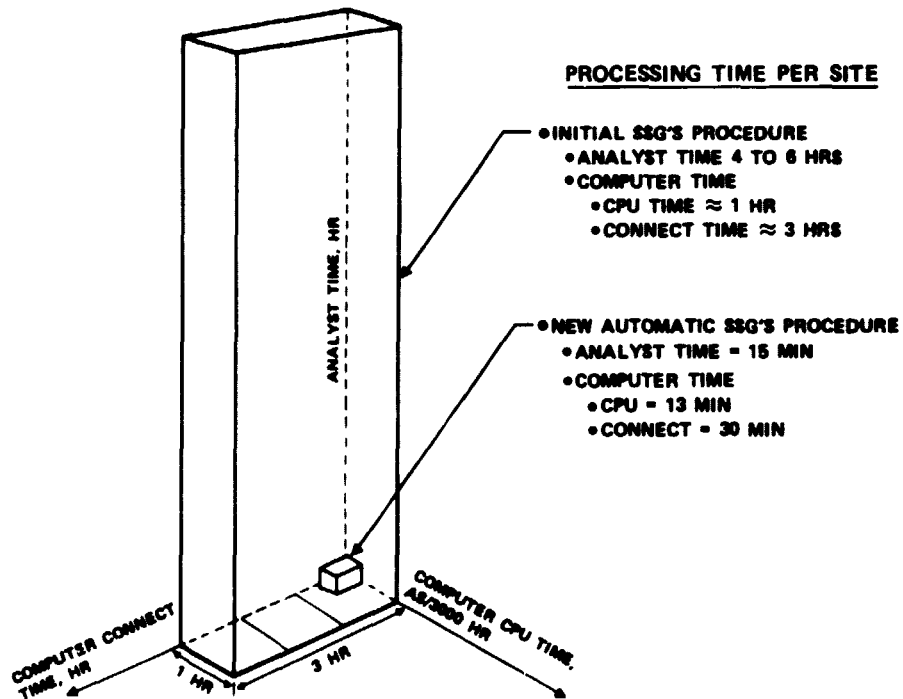 PROCESSING TIME PER SITE
•INITIAL SSG'S PROCEDURE
•ANALYST TIME 4 TO 6 HRS
•COMPUTER TIME
•CPU TIME ≈ 1 HR
•CONNECT TIME ≈ 3 HRS
ANALYST TIME, HR
•NEW AUTOMATIC SSG'S PROCEDURE
•ANALYST TIME = 15 MIN
•COMPUTER TIME
•CPU = 13 MIN
•CONNECT = 30 MIN
COMPUTER CONNECT
TIME, HR
1 HR
3 HR
COMPUTER CPU TIME,
AS/3000 HR